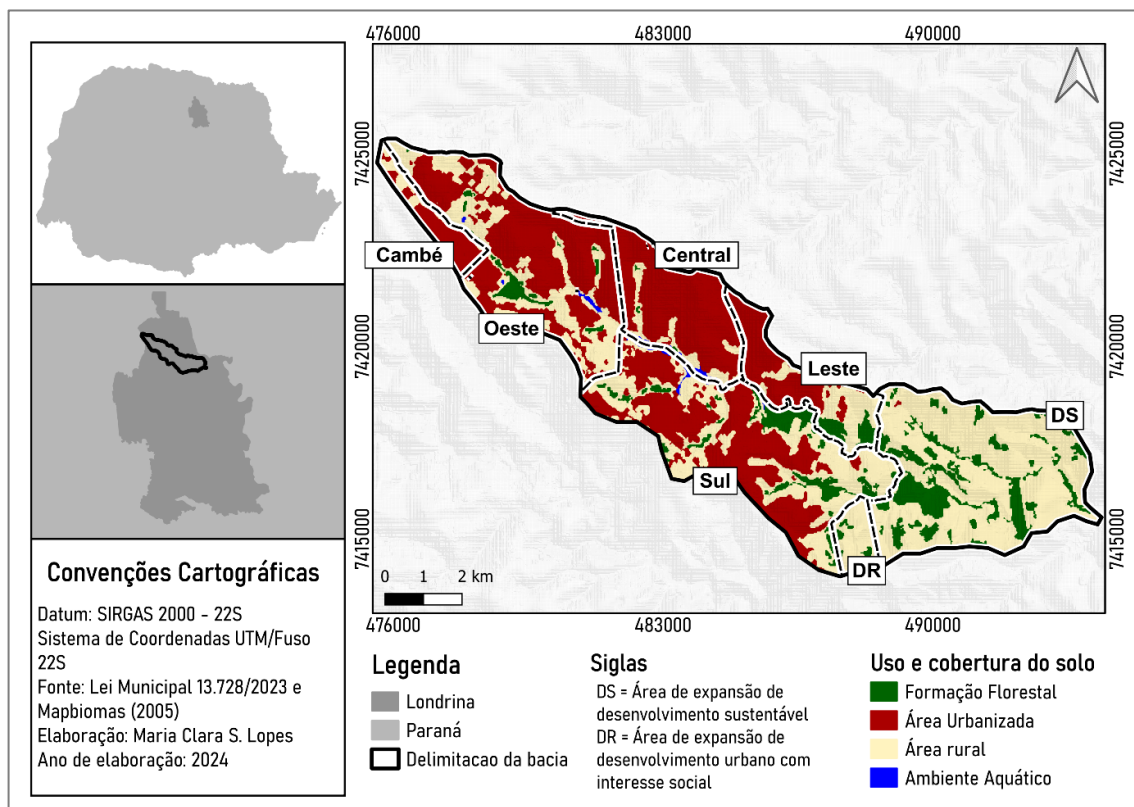 476000
483000
490000
7425000
7420000
7415000
7425000
7420000
7415000
Cambé
Central
Oeste
Leste
DS
Sul
DR
0 1 2 km
476000
483000
490000
Convenções Cartográficas
Datum: SIRGAS 2000 - 22S
Sistema de Coordenadas UTM/Fuso
22S
Fonte: Lei Municipal 13.728/2023 e
Mapbiomas (2005)
Elaboração: Maria Clara S. Lopes
Ano de elaboração: 2024
Legenda
Londrina
Paraná
Delimitacao da bacia
Siglas
DS = Área de expansão de
desenvolvimento sustentável
DR = Área de expansão de
desenvolvimento urbano com
interesse social
Uso e cobertura do solo
Formação Florestal
Área Urbanizada
Área rural
Ambiente Aquático